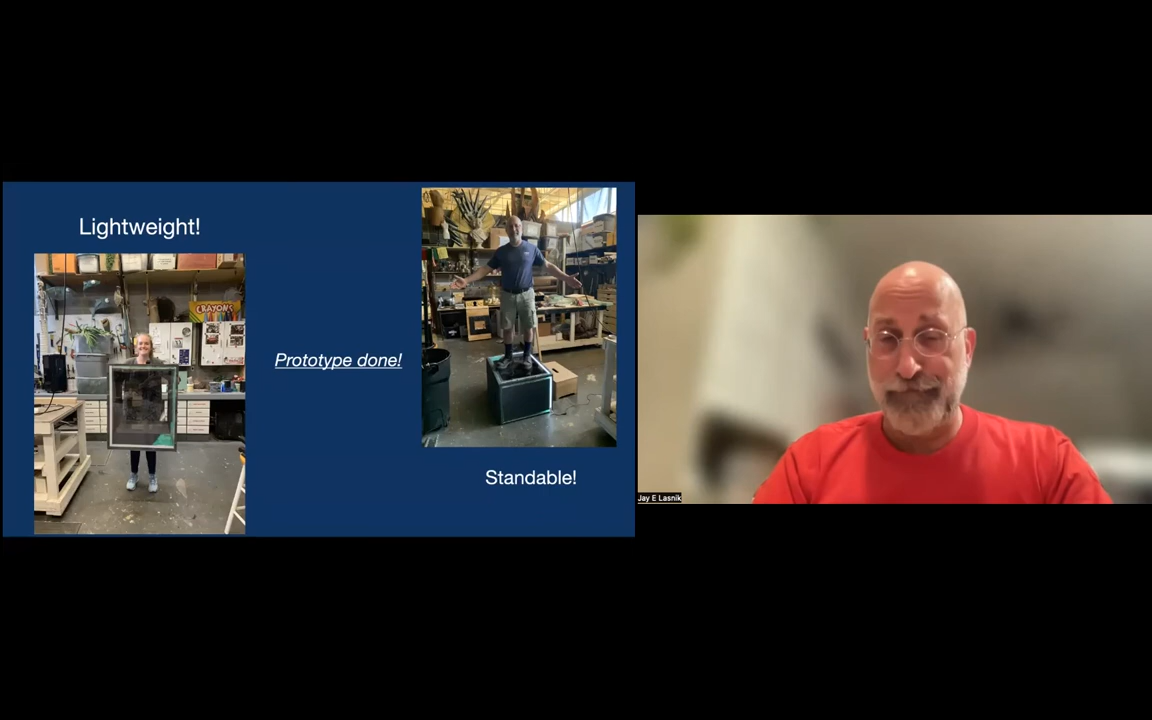 Lightweight!
CRAYONS
Prototype done!
Standable!
Jay E Lasnik